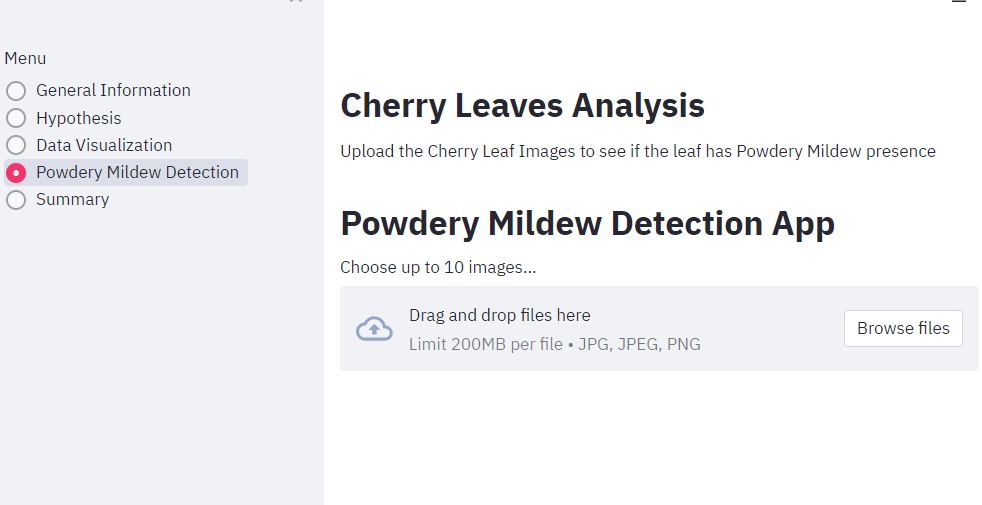 Menu
General Information
Hypothesis
Data Visualization
Powdery Mildew Detection
Summary
Cherry Leaves Analysis
Upload the Cherry Leaf Images to see if the leaf has Powdery Mildew presence
Powdery Mildew Detection App
Choose up to 10 images...
Drag and drop files here
Limit 200MB per file • JPG, JPEG, PNG
Browse files